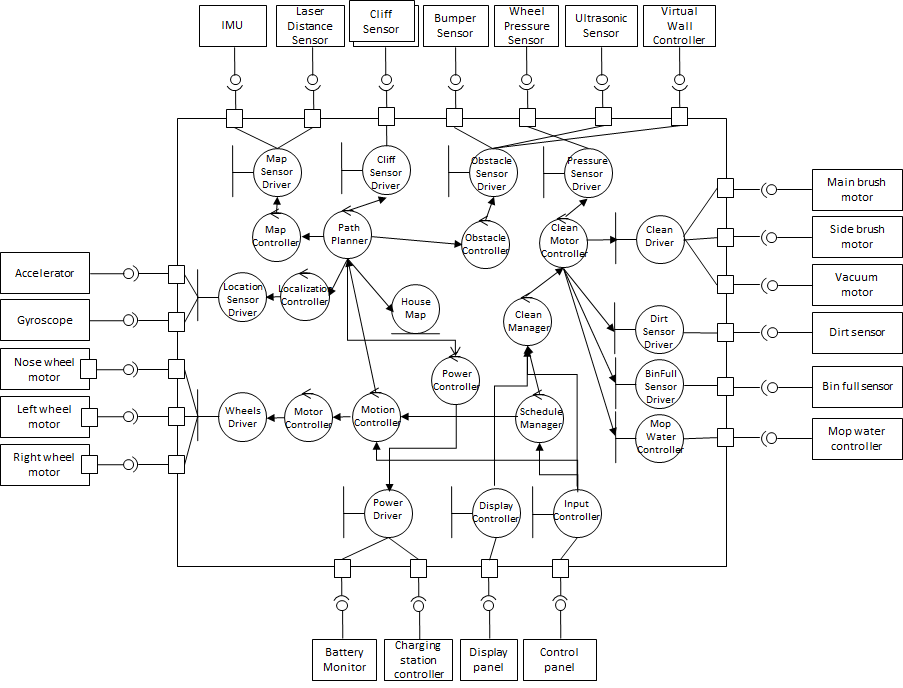 IMU
Laser
Distance
Sensor
Cliff
Sensor
Bumper
Sensor
Wheel
Pressure
Sensor
Ultrasonic
Sensor
Virtual
Wall
Controller
Map
Sensor
Driver
Cliff
Sensor
Driver
Obstacle
Sensor
Driver
Pressure
Sensor
Driver
Main brush
motor
Map
Controller
Path
Planner
Obstacle
Controller
Clean
Motor
Controller
Clean
Driver
Side brush
motor
Accelerator
Location
Sensor
Driver
Localization
Controller
House
Map
Vacuum
motor
Gyroscope
Clean
Manager
Dirt
Sensor
Driver
Dirt sensor
Nose wheel
motor
Power
Controller
BinFull
Sensor
Driver
Bin full sensor
Left wheel
motor
Wheels
Driver
Motor
Controller
Motion
Controller
Schedule
Manager
Mop
Water
Controller
Mop water
controller
Right wheel
motor
Power
Driver
Display
Controller
Input
Controller
Battery
Monitor
Charging
station
controller
Display
panel
Control
panel